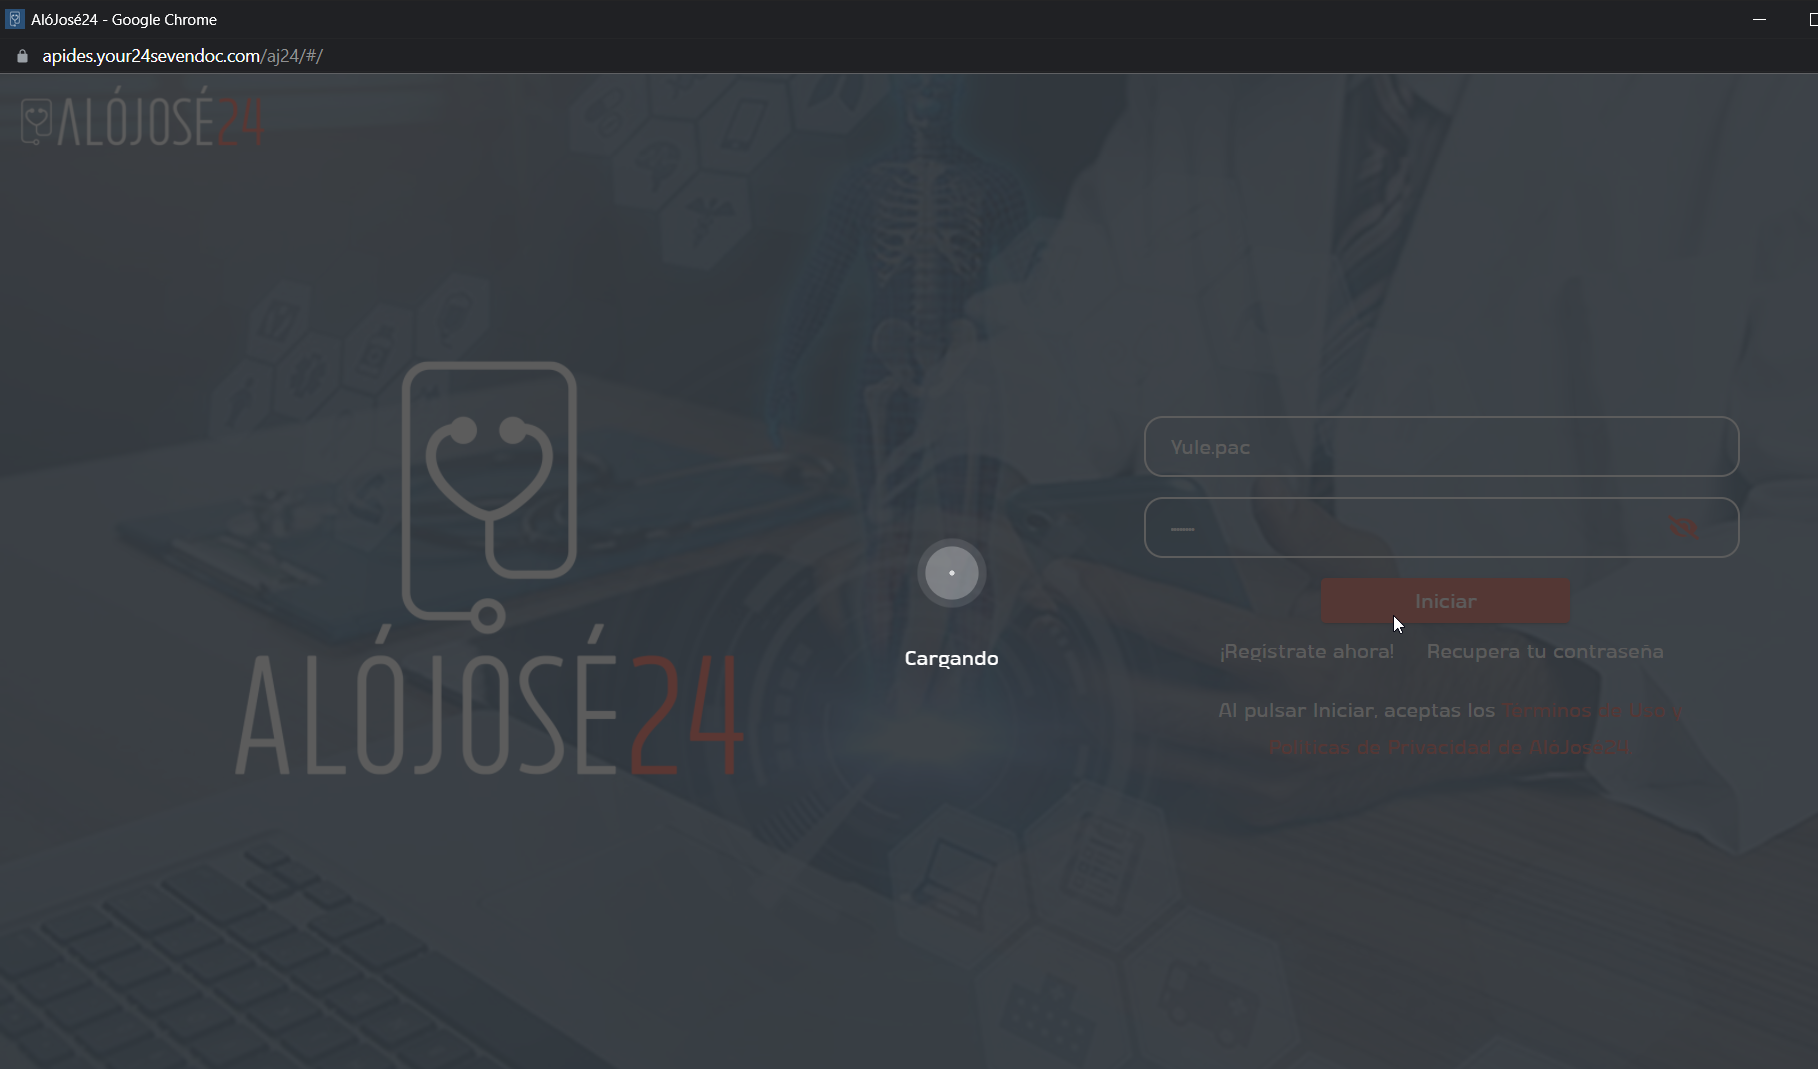 AlóJosé24 - Google Chrome
apides.your24sevendoc.com/aj24/#/
ALÓJOSÉ24
Yule.pac
Iniciar
Cargando
¡Registrate ahora! Recupera tu contraseña
ALÓJOSÉ24
Al pulsar Iniciar, aceptas los Términos de Uso y
Políticas de Privacidad de AlóJosé24